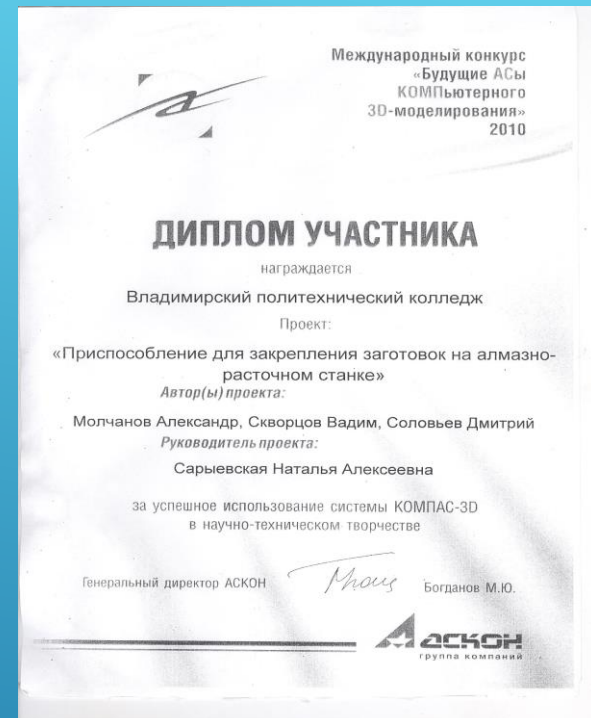 Международный конкурс
«Будущие АСы
КОМПьютерного
3D-моделирования»
2010
ДИПЛОМ УЧАСТНИКА
награждается
Владимирский политехнический колледж
Проект:
«Приспособление для закрепления заготовок на алмазно-
расточном станке»
Автор(ы) проекта:
Молчанов Александр, Скворцов Вадим, Соловьев Дмитрий
Руководитель проекта:
Сарыевская Наталья Алексеевна
за успешное использование системы КОМПАС-3D
в научно-техническом творчестве
Генеральный директор АСКОН Богданов М.Ю.
АСКОН
группа компаний